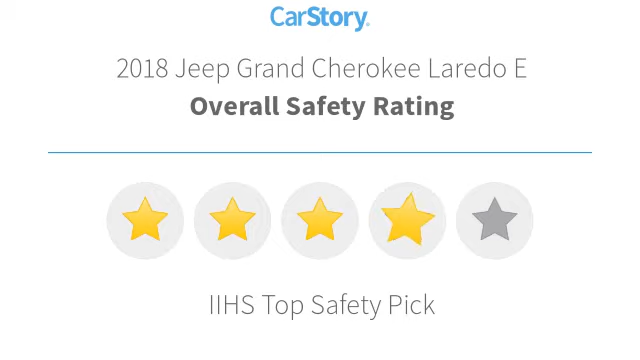 CarStory
2018 Jeep Grand Cherokee Laredo E
Overall Safety Rating
IIHS Top Safety Pick